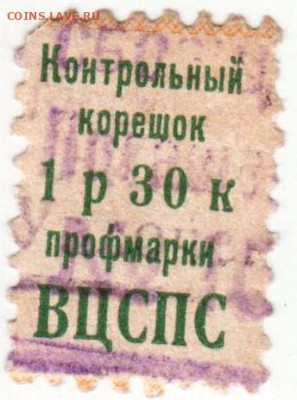 COINS.LAVE.RU
Контрольный
корешок
1 р 30 к
профмарки
ВЦСПС